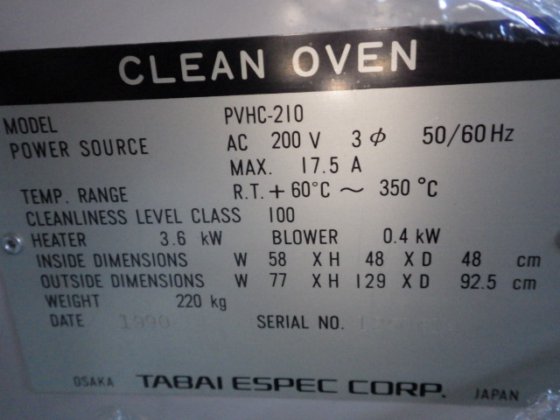 CLEAN OVEN
MODEL PVHC-210
POWER SOURCE AC 200 V 3 ϕ 50/60 Hz
MAX. 17.5 A
TEMP. RANGE R.T. + 60°C ～ 350 °C
CLEANLINESS LEVEL CLASS 100
HEATER 3.6 kW BLOWER 0.4 kW
INSIDE DIMENSIONS W 58 X H 48 X D 48 cm
OUTSIDE DIMENSIONS W 77 X H 129 X D 92.5 cm
WEIGHT 220 kg
DATE 1990 SERIAL NO.
OSAKA TABAI ESPEC CORP. JAPAN